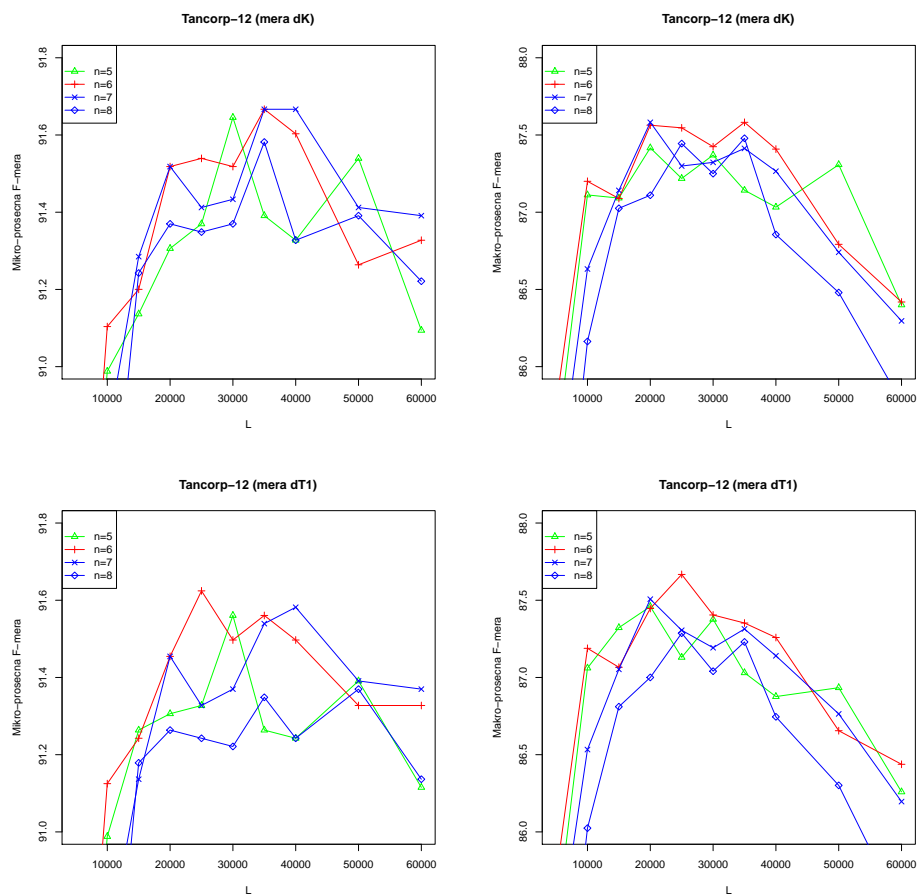 Tancorp−12 (mera dK)
Mikro−prosecna F−mera
91.8
91.6
91.4
91.2
91.0
n=5
n=6
n=7
n=8
10000 20000 30000 40000 50000 60000
L
Tancorp−12 (mera dK)
Makro−prosecna F−mera
88.0
87.5
87.0
86.5
86.0
n=5
n=6
n=7
n=8
10000 20000 30000 40000 50000 60000
L
Tancorp−12 (mera dT1)
Mikro−prosecna F−mera
91.8
91.6
91.4
91.2
91.0
n=5
n=6
n=7
n=8
10000 20000 30000 40000 50000 60000
L
Tancorp−12 (mera dT1)
Makro−prosecna F−mera
88.0
87.5
87.0
86.5
86.0
n=5
n=6
n=7
n=8
10000 20000 30000 40000 50000 60000
L